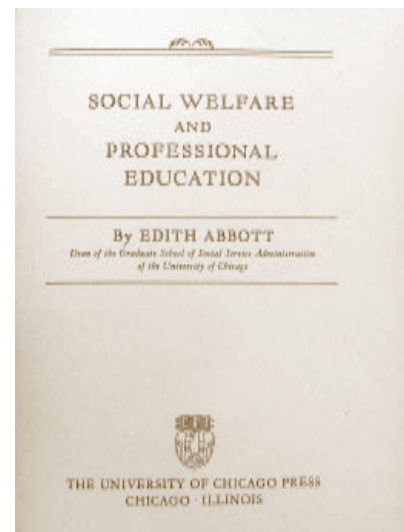 SOCIAL WELFARE
AND
PROFESSIONAL
EDUCATION
By EDITH ABBOTT
Dean of the Graduate School of Social Service Administration
of the University of Chicago
THE UNIVERSITY OF CHICAGO PRESS
CHICAGO · ILLINOIS